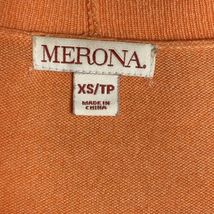 MERONA.
XS/TP
MADE IN
CHINA